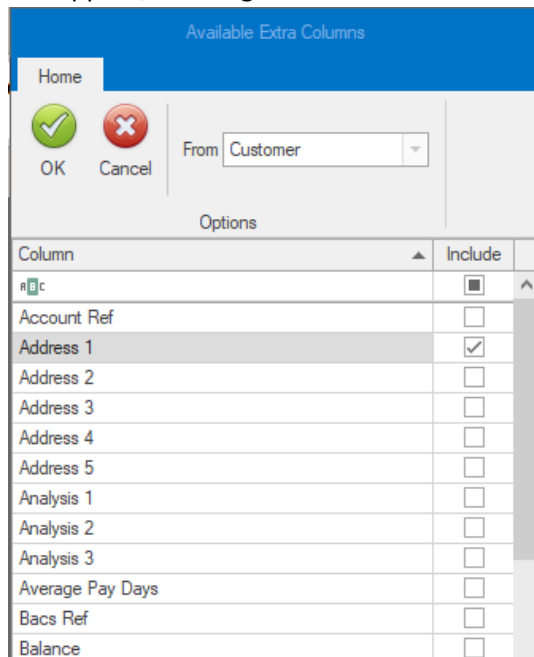 Available Extra Columns
Home
OK Cancel From Customer
Options
Column Include
ABC
Account Ref
Address 1
Address 2
Address 3
Address 4
Address 5
Analysis 1
Analysis 2
Analysis 3
Average Pay Days
Bacs Ref
Balance